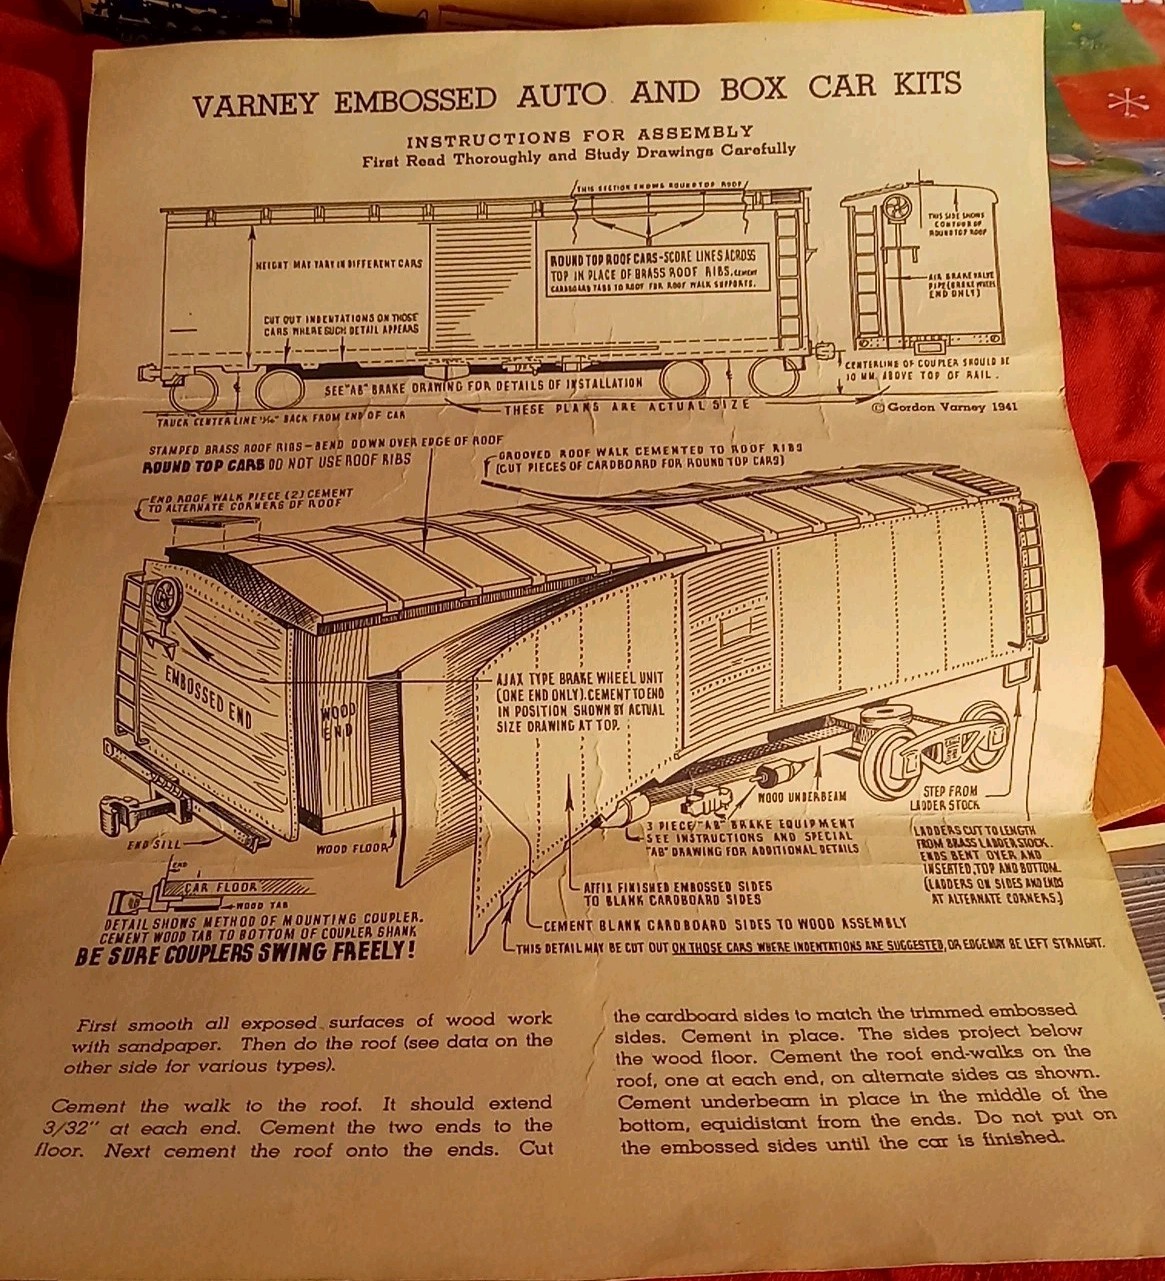 VARNEY EMBOSSED AUTO AND BOX CAR KITS
INSTRUCTIONS FOR ASSEMBLY
First Read Thoroughly and Study Drawings Carefully
THIS SECTION SHOWS ROUND TOP ROOF
HEIGHT MAY VARY IN DIFFERENT CARS
ROUND TOP ROOF CARS-SCORE LINES ACROSS
TOP IN PLACE OF BRASS ROOF RIBS. CEMENT
CARDBOARD TABS TO ROOF FOR ROOF WALK SUPPORTS.
CUT OUT INDENTATIONS ON THOSE
CARS WHERE SUCH DETAIL APPEARS
THIS SIDE SHOWS
CONTOUR OF
ROUND TOP ROOF
AIR BRAKE VALVE
PIPE (BRAKE WHEEL
END ONLY)
SEE "AB" BRAKE DRAWING FOR DETAILS OF INSTALLATION
CENTERLINE OF COUPLER SHOULD BE
10 MM. ABOVE TOP OF RAIL.
TRUCK CENTER LINE BACK FROM END OF CAR
THESE PLANS ARE ACTUAL SIZE
© Gordon Varney 1941
STAMPED BRASS ROOF RIBS-BEND DOWN OVER EDGE OF ROOF
ROUND TOP CARS DO NOT USE ROOF RIBS
GROOVED ROOF WALK CEMENTED TO ROOF RIBS
(CUT PIECES OF CARDBOARD FOR ROUND TOP CARS)
END ROOF WALK PIECE (2) CEMENT
TO ALTERNATE CORNERS OF ROOF
EMBOSSED END
WOOD
END
AJAX TYPE BRAKE WHEEL UNIT
(ONE END ONLY). CEMENT TO END
IN POSITION SHOWN BY ACTUAL
SIZE DRAWING AT TOP.
WOOD UNDERBEAM
STEP FROM
LADDER STOCK
END SILL
WOOD FLOOR
3 PIECE "AB" BRAKE EQUIPMENT
SEE INSTRUCTIONS AND SPECIAL
"AB" DRAWING FOR ADDITIONAL DETAILS
LADDERS CUT TO LENGTH
FROM BRASS LADDER STOCK.
ENDS BENT OVER AND
INSERTED, TOP AND BOTTOM.
(LADDERS ON SIDES AND ENDS
AT ALTERNATE CORNERS.)
END
CAR FLOOR
WOOD TAB
AFFIX FINISHED EMBOSSED SIDES
TO BLANK CARDBOARD SIDES
DETAIL SHOWS METHOD OF MOUNTING COUPLER.
CEMENT WOOD TAB TO BOTTOM OF COUPLER SHANK
BE SURE COUPLERS SWING FREELY!
CEMENT BLANK CARDBOARD SIDES TO WOOD ASSEMBLY
THIS DETAIL MAY BE CUT OUT ON THOSE CARS WHERE INDENTATIONS ARE SUGGESTED, OR EDGE MAY BE LEFT STRAIGHT.
First smooth all exposed surfaces of wood work
with sandpaper. Then do the roof (see data on the
other side for various types).
Cement the walk to the roof. It should extend
3/32" at each end. Cement the two ends to the
floor. Next cement the roof onto the ends. Cut
the cardboard sides to match the trimmed embossed
sides. Cement in place. The sides project below
the wood floor. Cement the roof end-walks on the
roof, one at each end, on alternate sides as shown.
Cement underbeam in place in the middle of the
bottom, equidistant from the ends. Do not put on
the embossed sides until the car is finished.